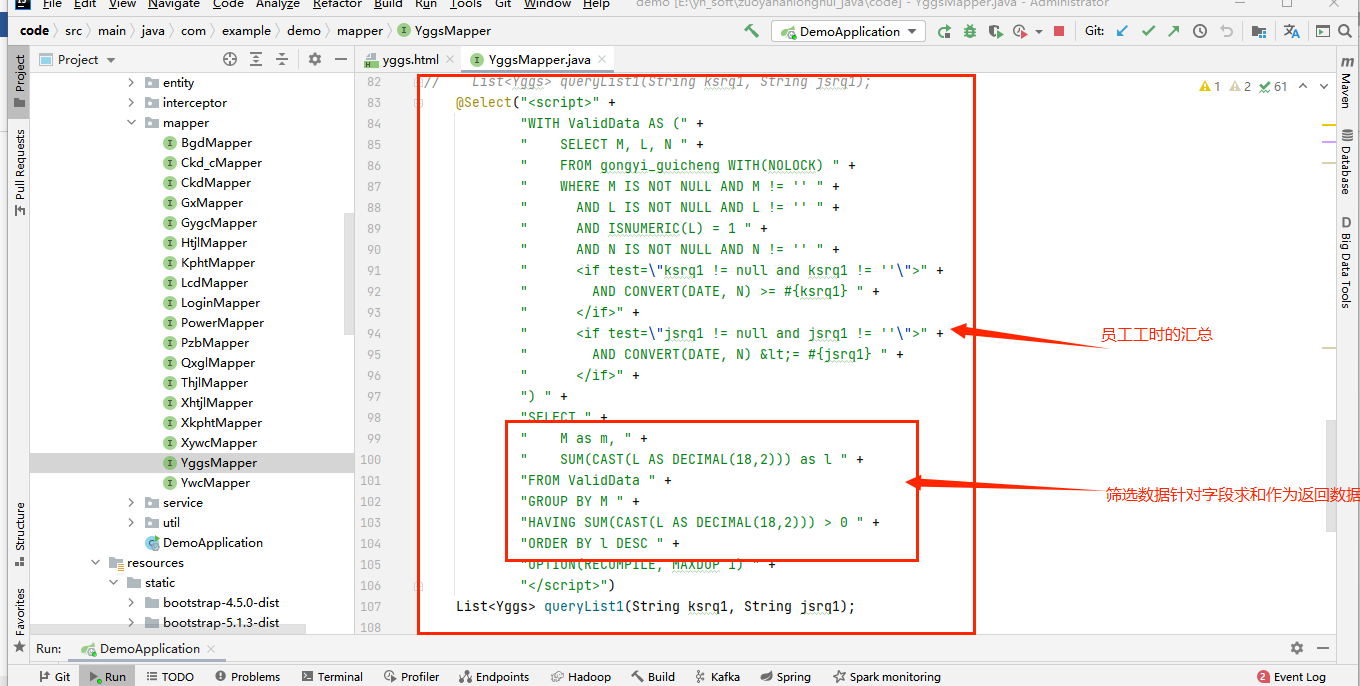 File Edit View Navigate Code Analyze Refactor Build Run Tools Git Window Help demo [E:\yh_soft\zuoyananlonghui_java\code] - YggsMapper.java - Administrator
code › src › main › java › com › example › demo › mapper › YggsMapper
DemoApplication
Git:
Project
yggs.html
YggsMapper.java
Project
Pull Requests
Structure
Favorites
entity
interceptor
mapper
BgdMapper
Ckd_cMapper
CkdMapper
GxMapper
GygcMapper
HtjlMapper
KphtMapper
LcdMapper
LoginMapper
PowerMapper
PzbMapper
QxglMapper
ThjlMapper
XhtjlMapper
XkphtMapper
XywcMapper
YggsMapper
YwcMapper
service
util
DemoApplication
resources
static
bootstrap-4.5.0-dist
bootstrap-5.1.3-dist
1 2 61
82 // List<Yggs> queryList1(String ksrq1, String jsrq1);
83 @Select("<script>" +
84 "WITH ValidData AS (" +
85 " SELECT M, L, N " +
86 " FROM gongyi_guicheng WITH(NOLOCK) " +
87 " WHERE M IS NOT NULL AND M != '' " +
88 " AND L IS NOT NULL AND L != '' " +
89 " AND ISNUMERIC(L) = 1 " +
90 " AND N IS NOT NULL AND N != '' " +
91 " <if test=\"ksrq1 != null and ksrq1 != ''\">" +
92 " AND CONVERT(DATE, N) >= #{ksrq1} " +
93 " </if>" +
94 " <if test=\"jsrq1 != null and jsrq1 != ''\">" +
95 " AND CONVERT(DATE, N) &lt;= #{jsrq1} " +
96 " </if>" +
97 ") " +
98 "SELECT " +
99 " M as m, " +
100 " SUM(CAST(L AS DECIMAL(18,2))) as l " +
101 "FROM ValidData " +
102 "GROUP BY M " +
103 "HAVING SUM(CAST(L AS DECIMAL(18,2))) > 0 " +
104 "ORDER BY l DESC " +
105 "OPTION(RECOMPILE, MAXDOP 1) " +
106 "</script>")
107 List<Yggs> queryList1(String ksrq1, String jsrq1);
108
员工工时的汇总
筛选数据针对字段求和作为返回数据
m Maven
Database
D Big Data Tools
Run: DemoApplication
Git Run TODO Problems Terminal Profiler Endpoints Hadoop Build Kafka Spring Spark monitoring 2 Event Log